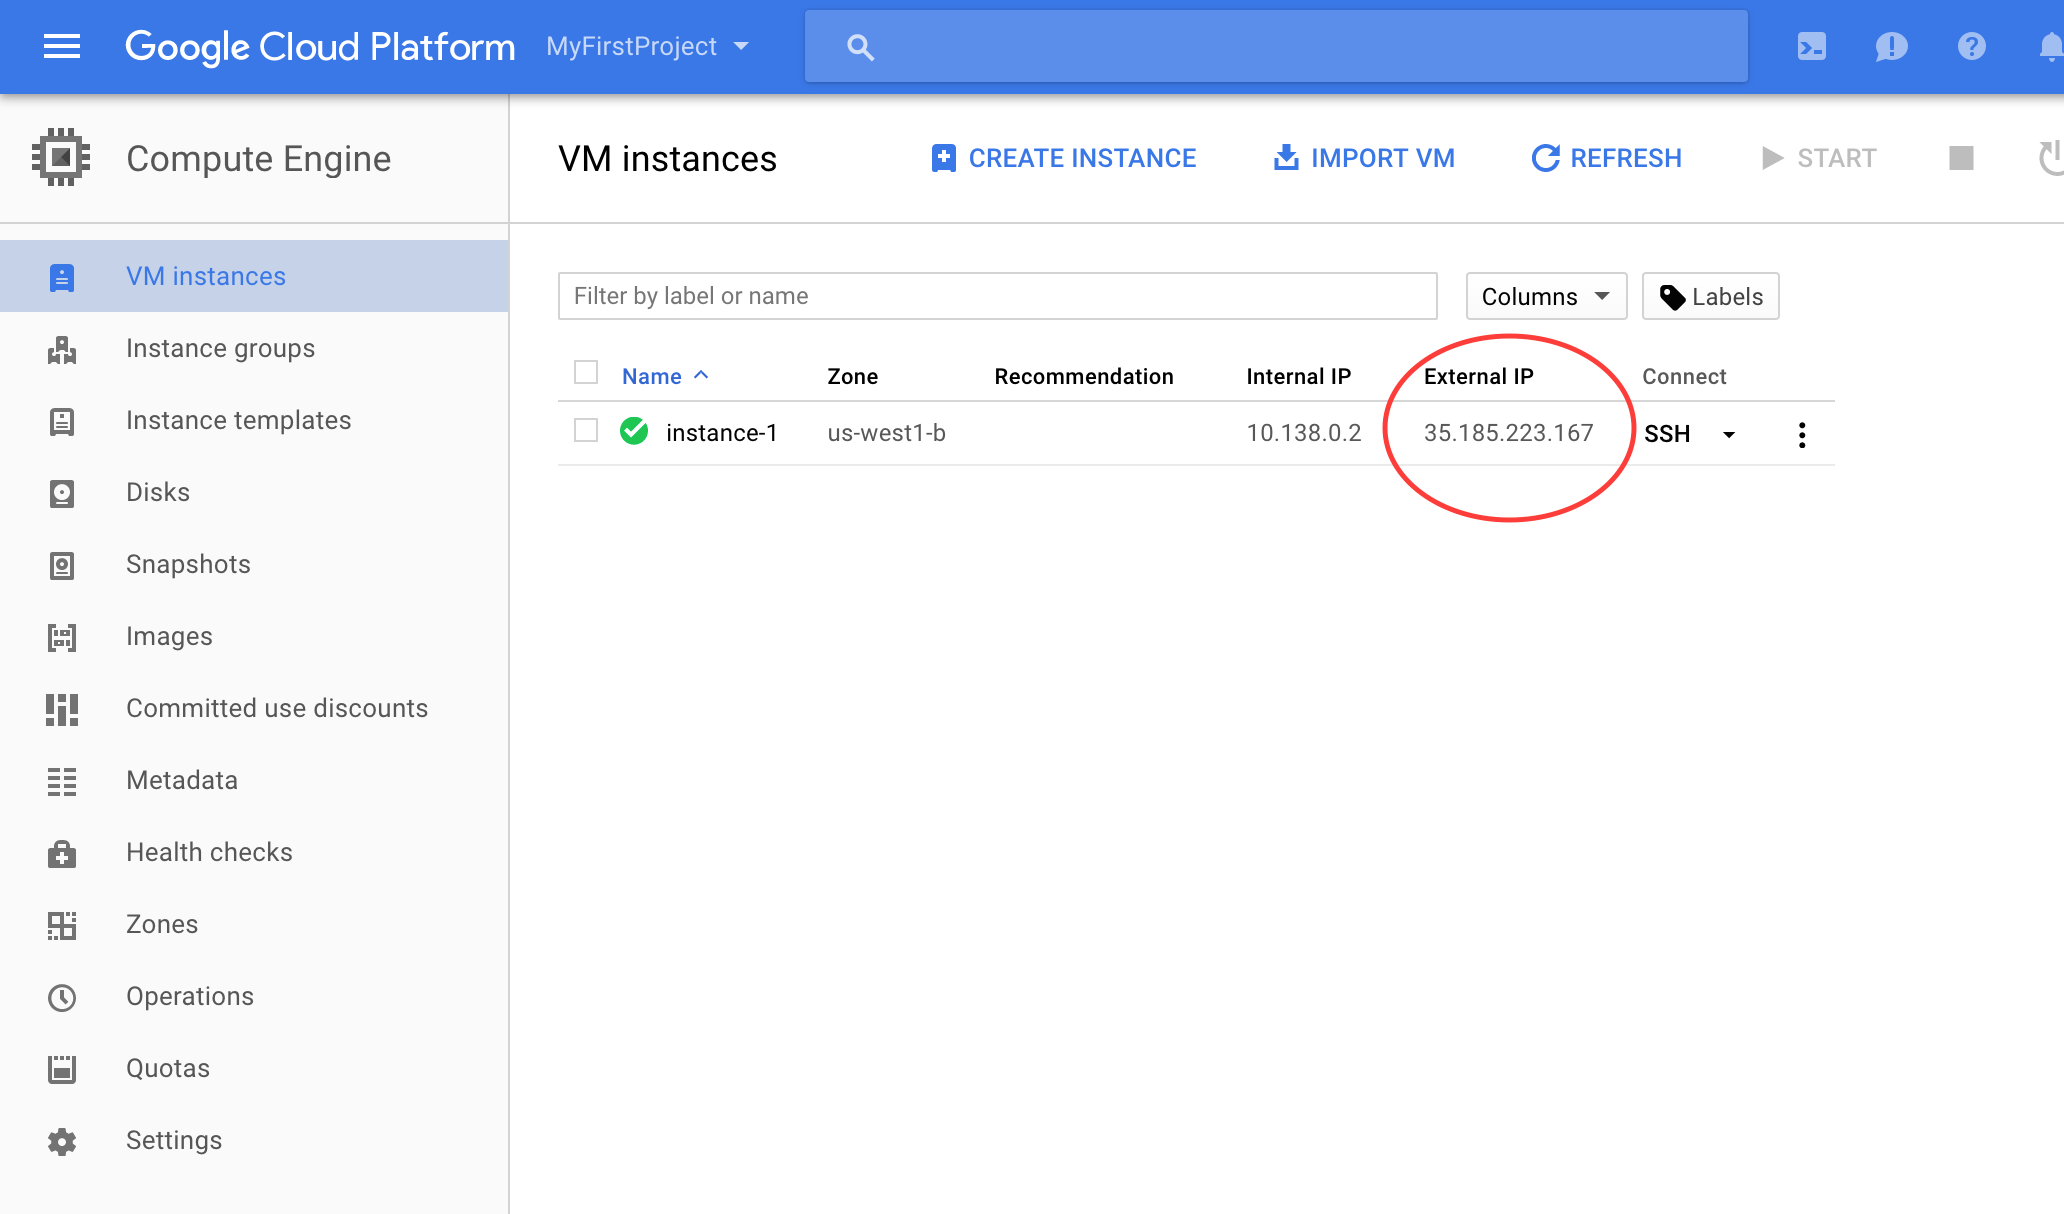 Google Cloud Platform MyFirstProject
Compute Engine
VM instances CREATE INSTANCE IMPORT VM REFRESH START
VM instances
Instance groups
Instance templates
Disks
Snapshots
Images
Committed use discounts
Metadata
Health checks
Zones
Operations
Quotas
Settings
Filter by label or name Columns Labels
Name Zone Recommendation Internal IP External IP Connect
instance-1 us-west1-b 10.138.0.2 35.185.223.167 SSH